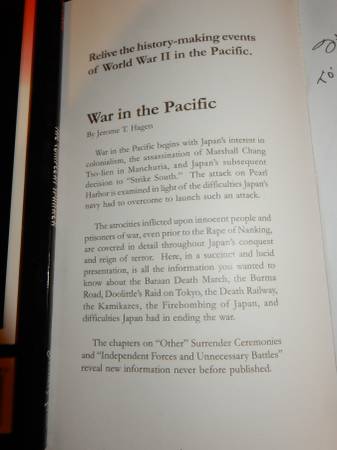 Relive the history-making events
of World War II in the Pacific.
War in the Pacific
By Jerome T. Hagen
War in the Pacific begins with Japan's interest in
colonialism, the assassination of Marshall Chang
Tso-lien in Manchuria, and Japan's subsequent
decision to "Strike South." The attack on Pearl
Harbor is examined in light of the difficulties Japan's
navy had to overcome to launch such an attack.
The atrocities inflicted upon innocent people and
prisoners of war, even prior to the Rape of Nanking,
are covered in detail throughout Japan's conquest
and reign of terror. Here, in a succinct and lucid
presentation, is all the information you wanted to
know about the Bataan Death March, the Burma
Road, Doolittle's Raid on Tokyo, the Death Railway,
the Kamikazes, the Firebombing of Japan, and
difficulties Japan had in ending the war.
The chapters on "Other" Surrender Ceremonies
and "Independent Forces and Unnecessary Battles"
reveal new information never before published.
To: